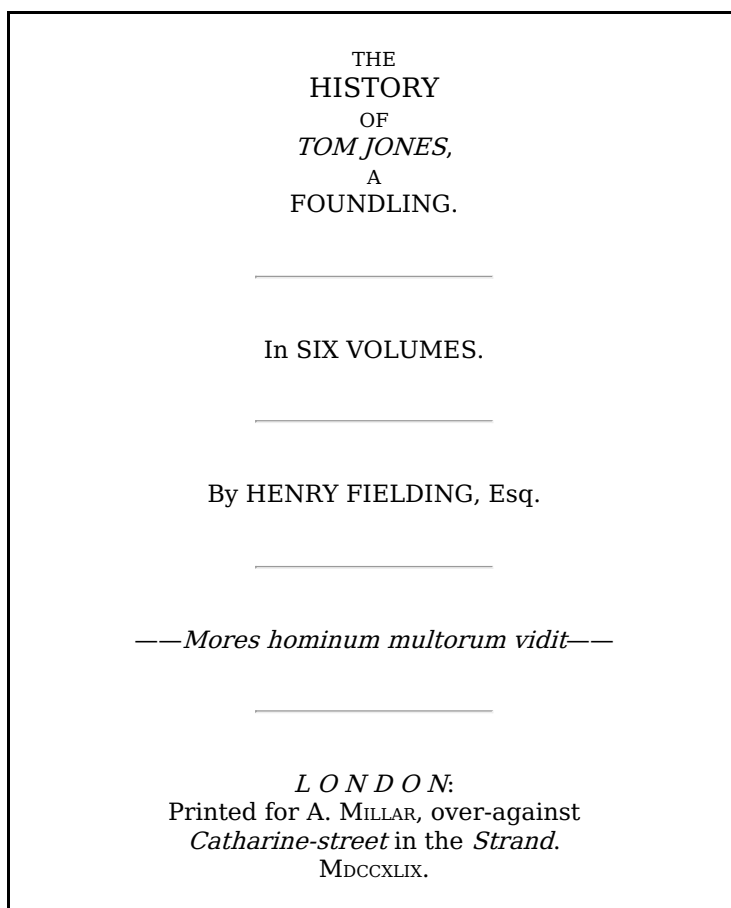 THE
HISTORY
OF
TOM JONES,
A
FOUNDLING.
In SIX VOLUMES.
By HENRY FIELDING, Esq.
——Mores hominum multorum vidit——
L O N D O N:
Printed for A. MILLAR, over-against
Catharine-street in the Strand.
MDCCXLIX.